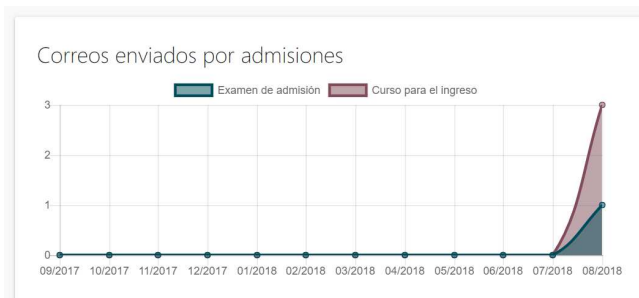 Correos enviados por admisiones
Examen de admisión Curso para el ingreso
3
2
1
0
09/2017 10/2017 11/2017 12/2017 01/2018 02/2018 03/2018 04/2018 05/2018 06/2018 07/2018 08/2018